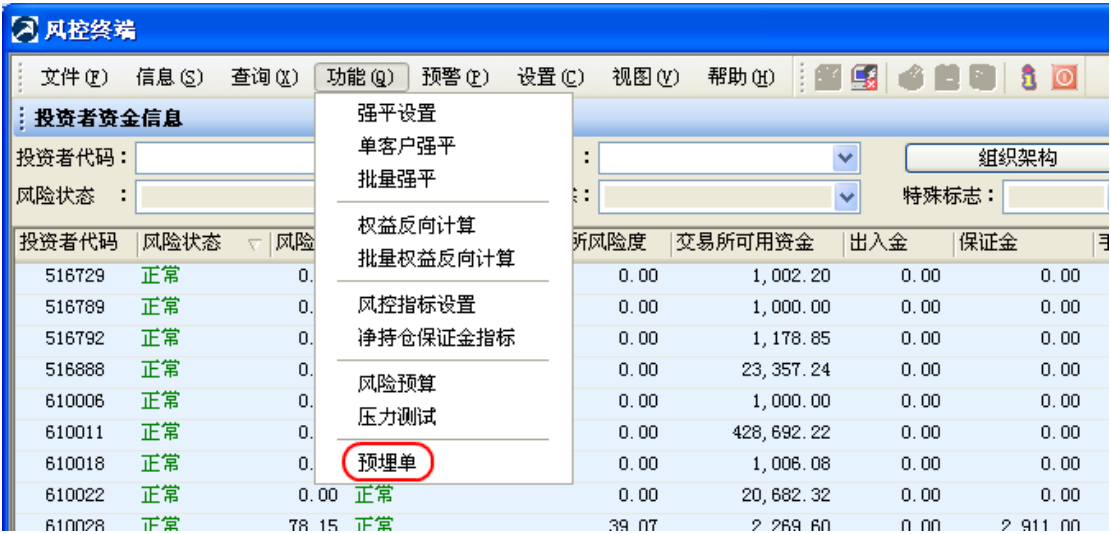 风控终端
文件(F) 信息(S) 查询(X) 功能(Q) 预警(P) 设置(C) 视图(V) 帮助(H)
投资者资金信息
强平设置
投资者代码: : 组织架构
单客户强平
批量强平
风险状态 : : 特殊标志:
权益反向计算
投资者代码 风险状态 风险 所风险度 交易所可用资金 出入金 保证金
批量权益反向计算
516729 正常 0. 0.00 1,002.20 0.00 0.00
风控指标设置
516789 正常 0. 0.00 1,000.00 0.00 0.00
净持仓保证金指标
516792 正常 0. 0.00 1,178.85 0.00 0.00
516888 正常 0. 0.00 23,357.24 0.00 0.00
风险预算
610006 正常 0. 0.00 1,000.00 0.00 0.00
压力测试
610011 正常 0. 0.00 428,692.22 0.00 0.00
预埋单
610018 正常 0. 0.00 1,006.08 0.00 0.00
610022 正常 0.00 正常 0.00 20,682.32 0.00 0.00
610028 正常 78.15 正常 39.07 2,269.60 0.00 2,911.00